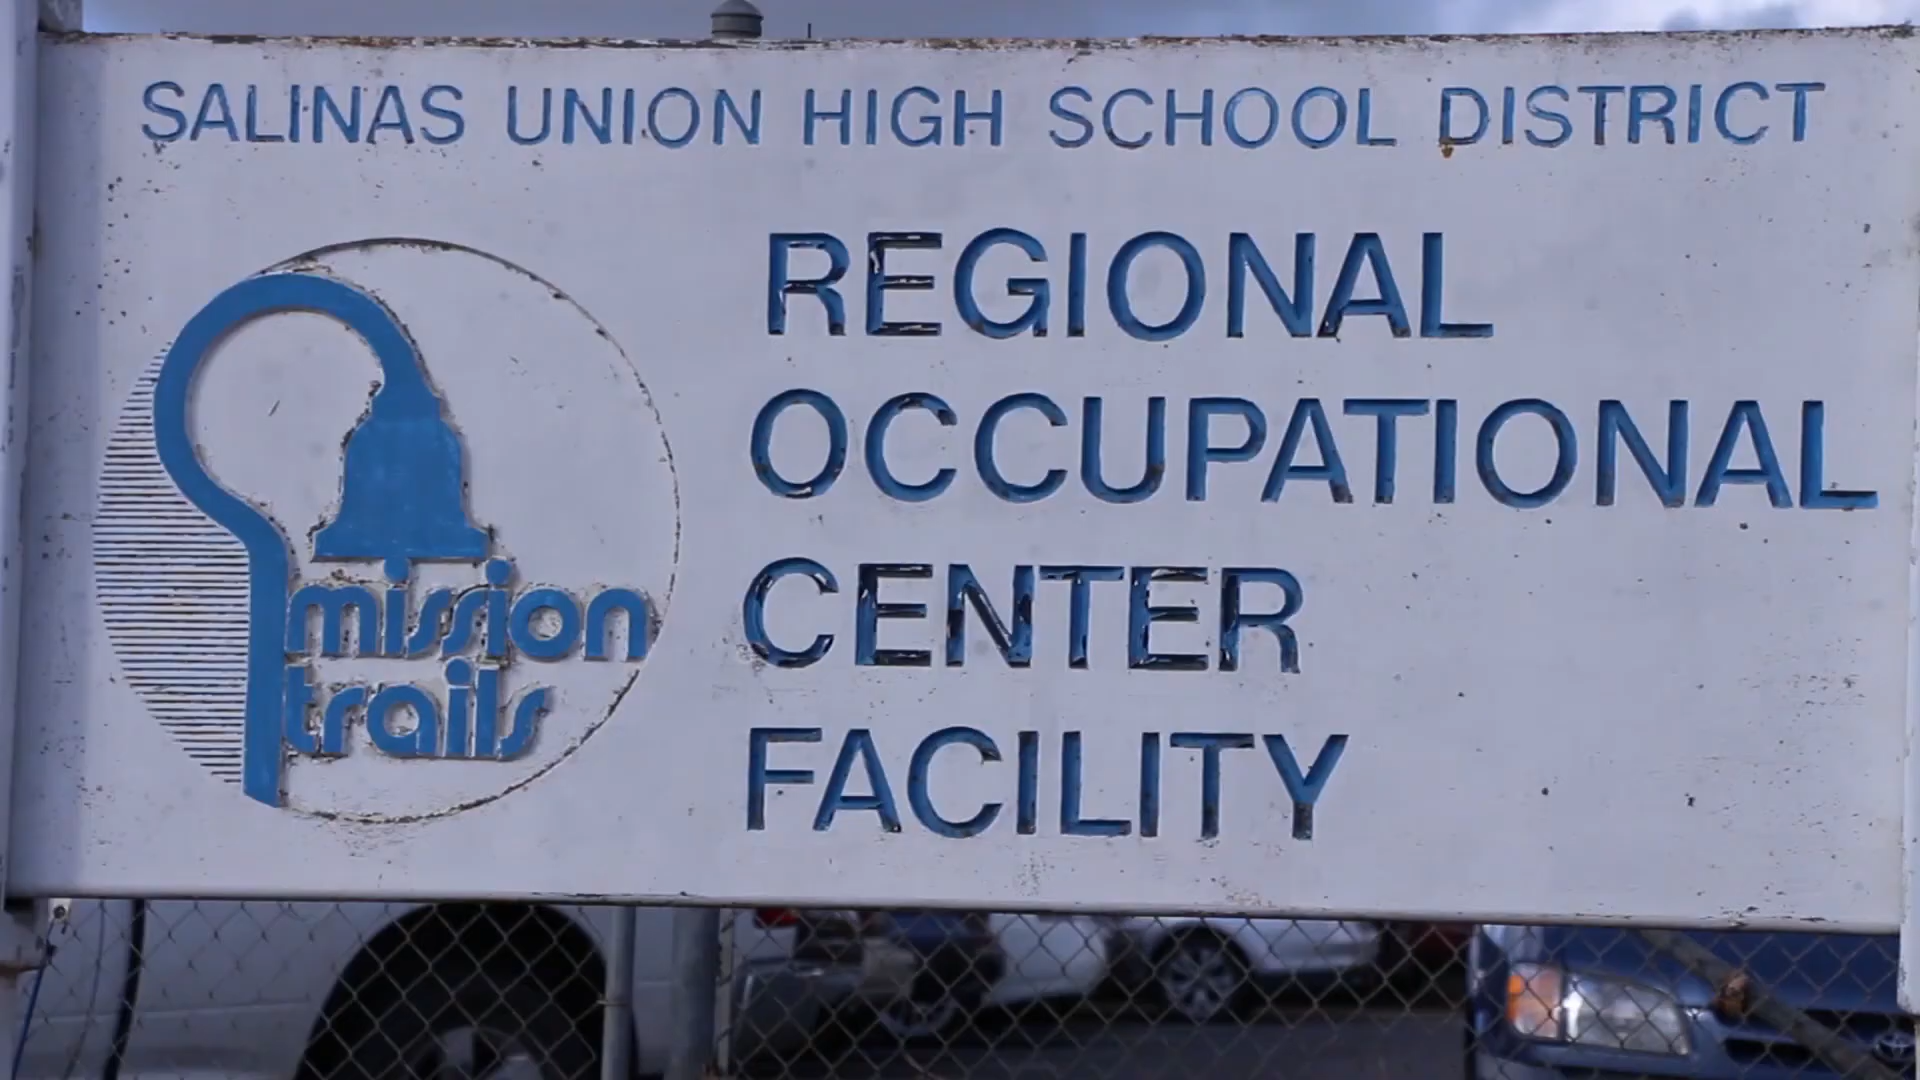 SALINAS UNION HIGH SCHOOL DISTRICT
REGIONAL
OCCUPATIONAL
CENTER
FACILITY
mission
trails